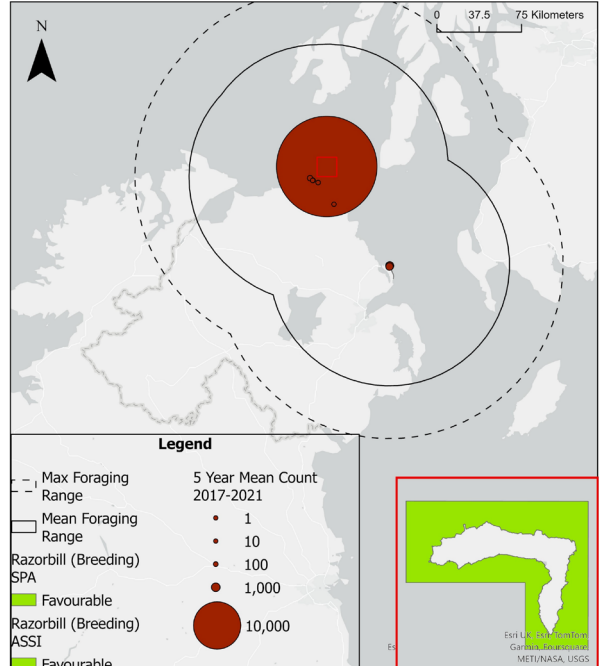 N
0 37.5 75 Kilometers
Legend
Max Foraging
Range
Mean Foraging
Range
Razorbill (Breeding)
SPA
Favourable
Razorbill (Breeding)
ASSI
Favourable
5 Year Mean Count
2017-2021
1
10
100
1,000
10,000
Es
Esri UK, Esri, TomTom,
Garmin, Foursquare,
METI/NASA, USGS